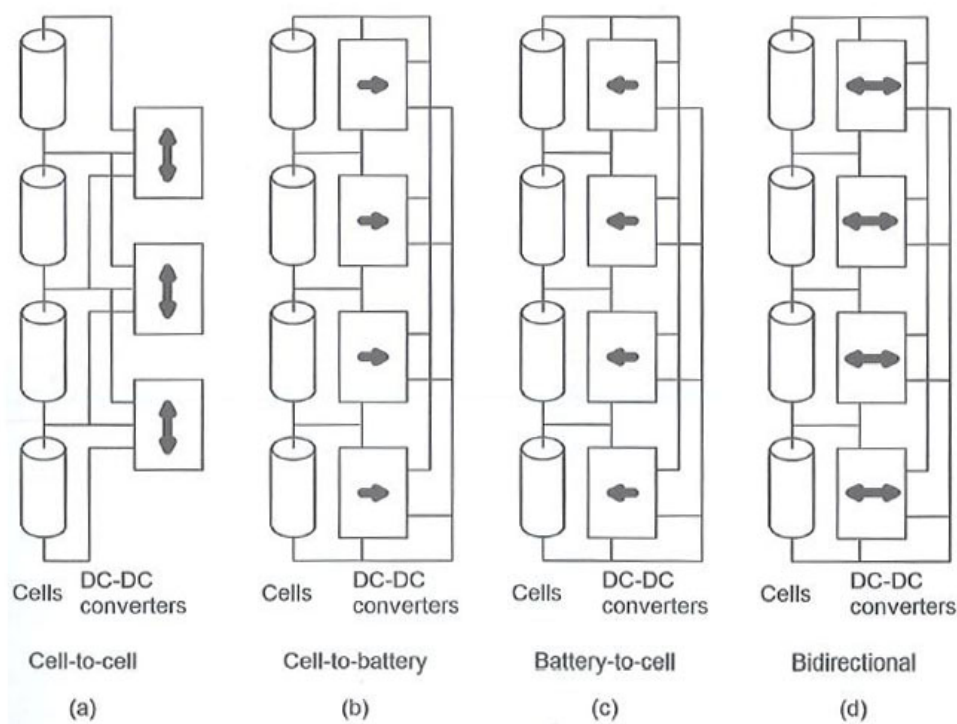 Cells DC-DC converters
Cells DC-DC converters
Cells DC-DC converters
Cells DC-DC converters
Cell-to-cell
Cell-to-battery
Battery-to-cell
Bidirectional
(a)
(b)
(c)
(d)